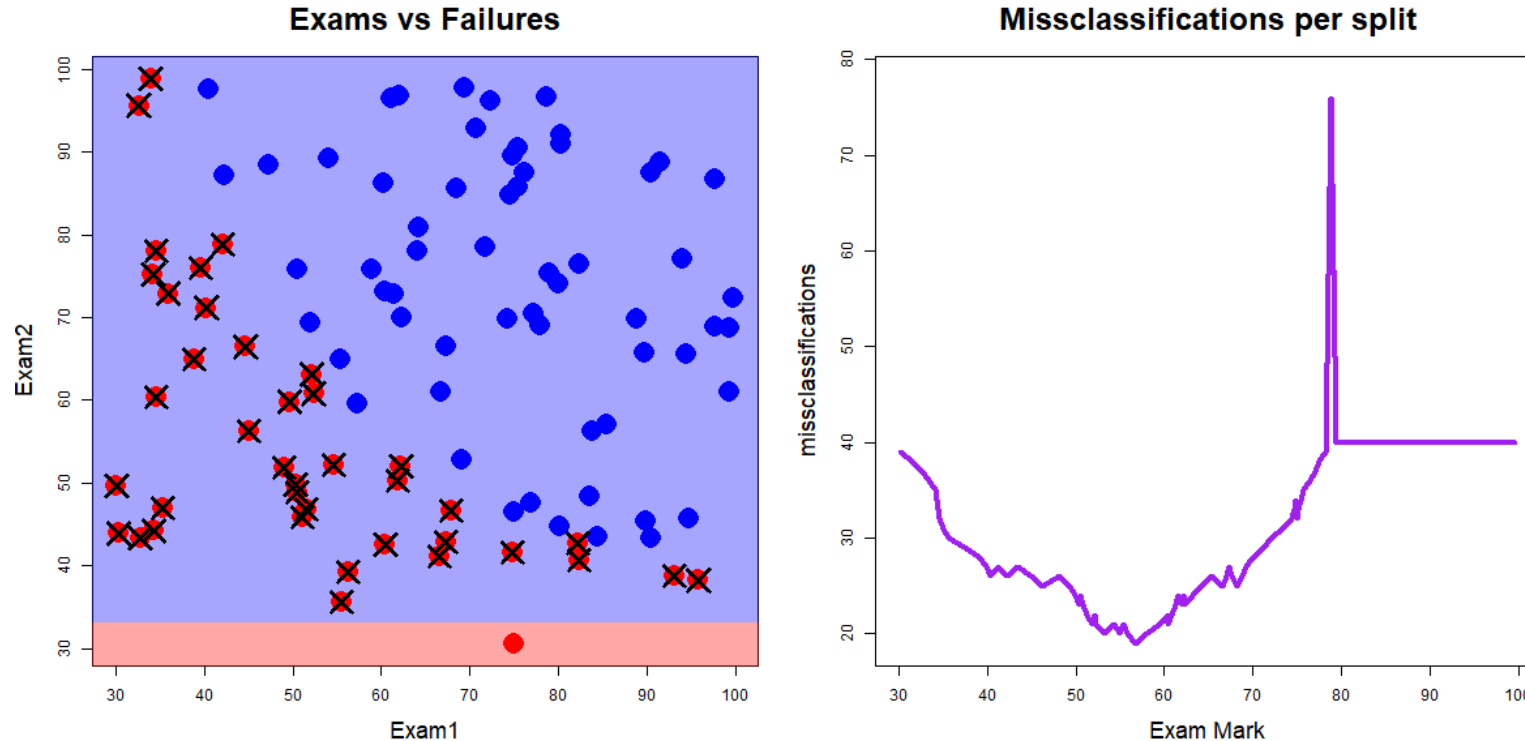 Exams vs Failures
100
90
80
70
60
50
40
30
Exam2
30 40 50 60 70 80 90 100
Exam1
Missclassifications per split
80
70
60
50
40
30
20
missclassifications
30 40 50 60 70 80 90 100
Exam Mark